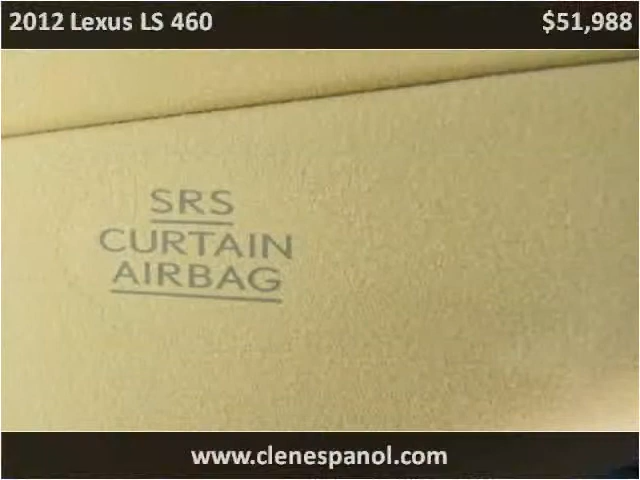 2012 Lexus LS 460 $51,988
SRS
CURTAIN
AIRBAG
www.clenespanol.com